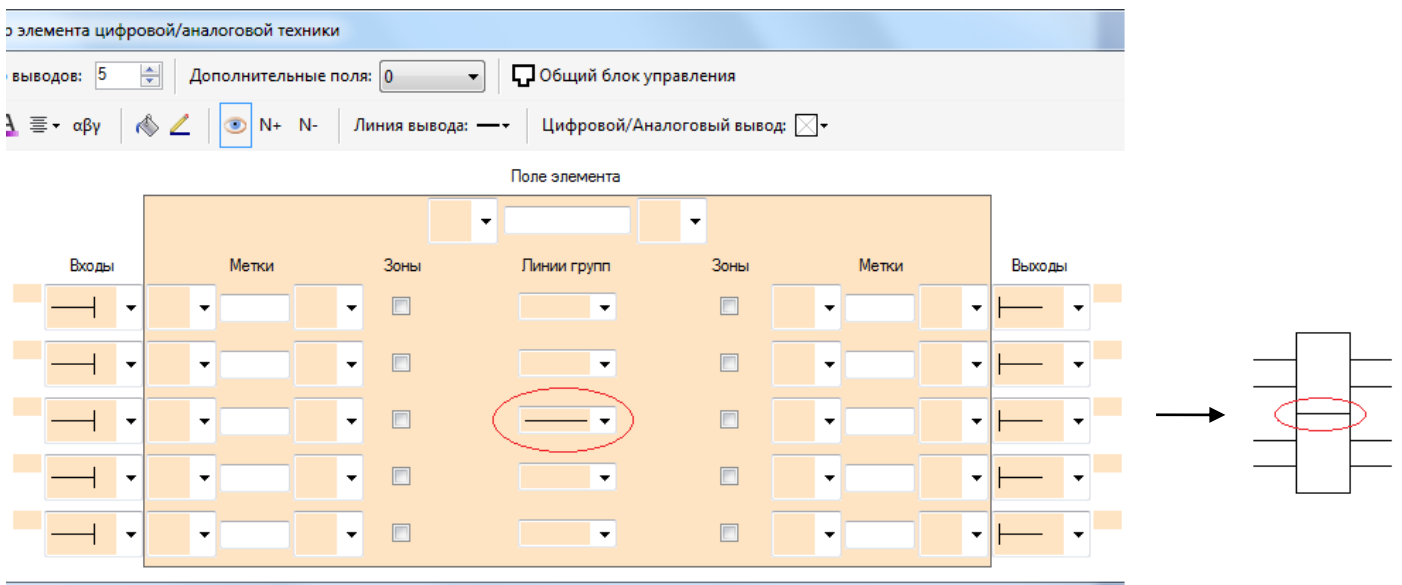 элемента цифровой/аналоговой техники
выводов: 5 Дополнительные поля: 0 Общий блок управления
A αβγ N+ N- Линия вывода: Цифровой/Аналоговый вывод:
Поле элемента
Входы Метки Зоны Линии групп Зоны Метки Выходы